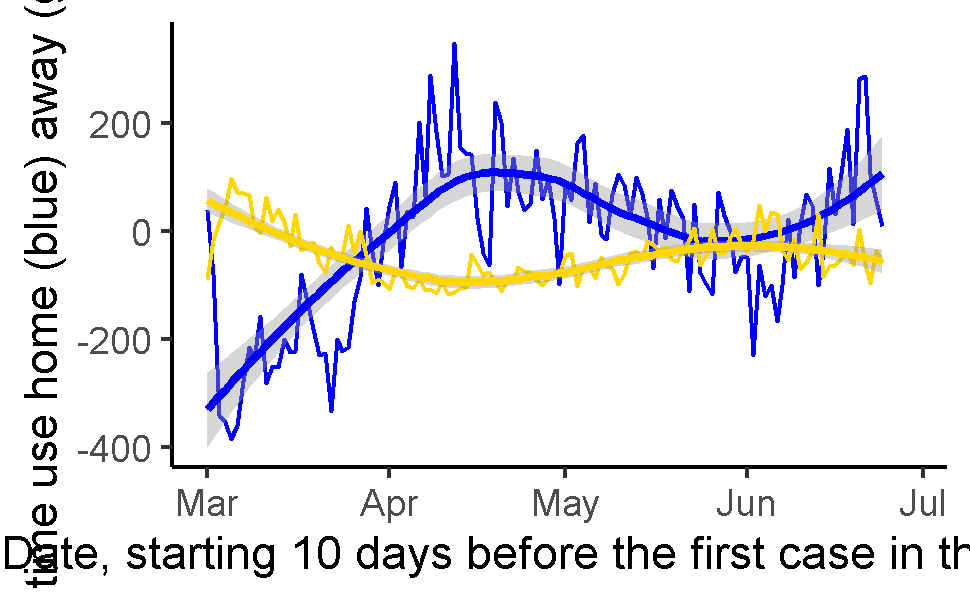 time use home (blue) away (
200
0
-200
-400
Mar Apr May Jun Jul
Date, starting 10 days before the first case in th